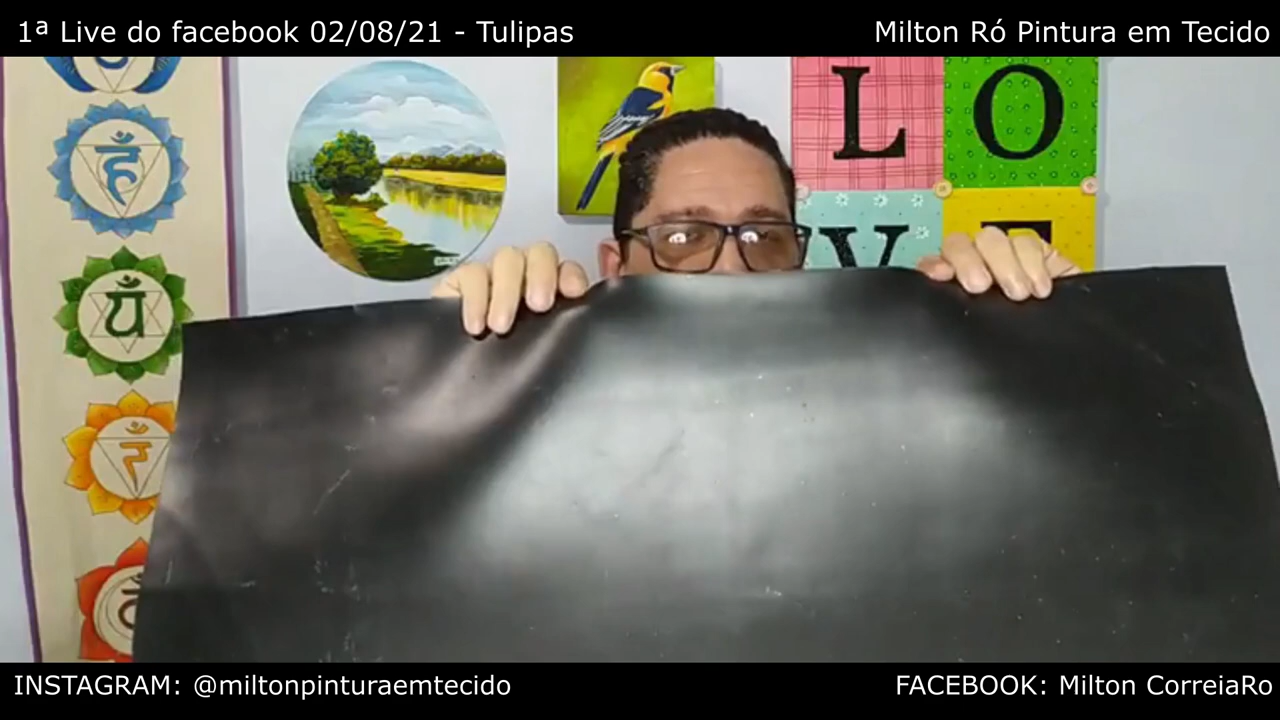 1ª Live do facebook 02/08/21 - Tulipas
Milton Ró Pintura em Tecido
L O
V E
हं
यं
रं
INSTAGRAM: @miltonpinturaemtecido
FACEBOOK: Milton CorreiaRo